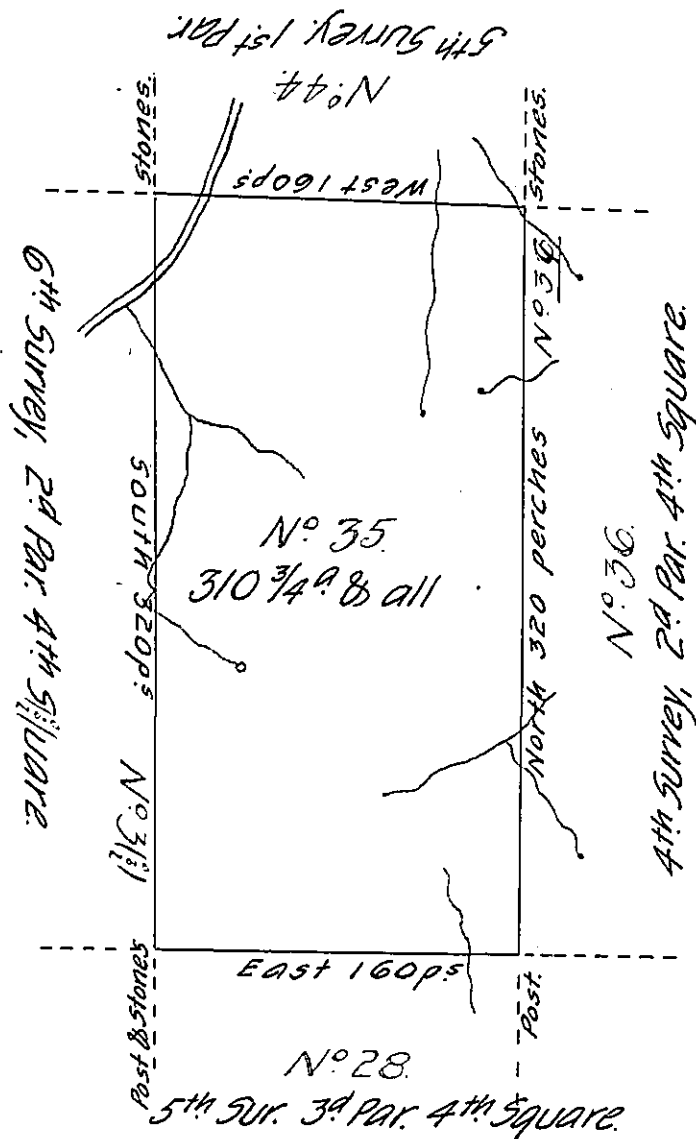 5th Survey. 1st Par.
Nº 44.
Stones.
Stones.
West 160ps
Nº 36
6th Survey, 2d Par. 4th
South 320ps
Nº 35.
310 3/4 a. & all
North 320 perches
Nº 36.
4th Survey, 2d Par. 4th Square.
East 160ps
Post & Stones
Post.
Nº 28.
5th Sur. 3d Par. 4th Square.